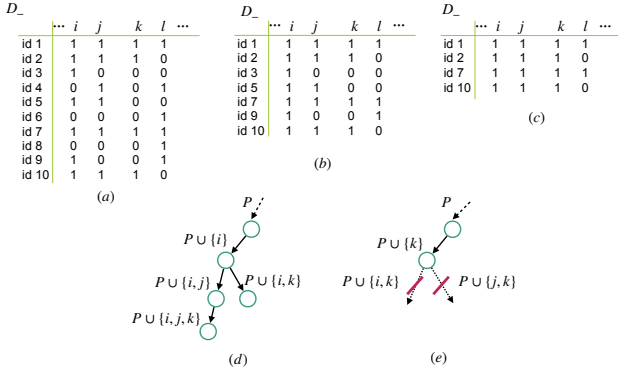 D_
··· i j k l ···
id 1 1 1 1 1
id 2 1 1 1 0
id 3 1 0 0 0
id 4 0 1 0 1
id 5 1 1 0 0
id 6 0 0 0 1
id 7 1 1 1 1
id 8 0 0 0 1
id 9 1 0 0 1
id 10 1 1 1 0
(a)
D_
··· i j k l ···
id 1 1 1 1 1
id 2 1 1 1 0
id 3 1 0 0 0
id 5 1 1 0 0
id 7 1 1 1 1
id 9 1 0 0 1
id 10 1 1 1 0
(b)
D_
··· i j k l ···
id 1 1 1 1 1
id 2 1 1 1 0
id 7 1 1 1 1
id 10 1 1 1 0
(c)
P
P ∪ {i}
P ∪ {i, j}
P ∪ {i, k}
P ∪ {i, j, k}
(d)
P
P ∪ {k}
P ∪ {i, k}
P ∪ {j, k}
(e)